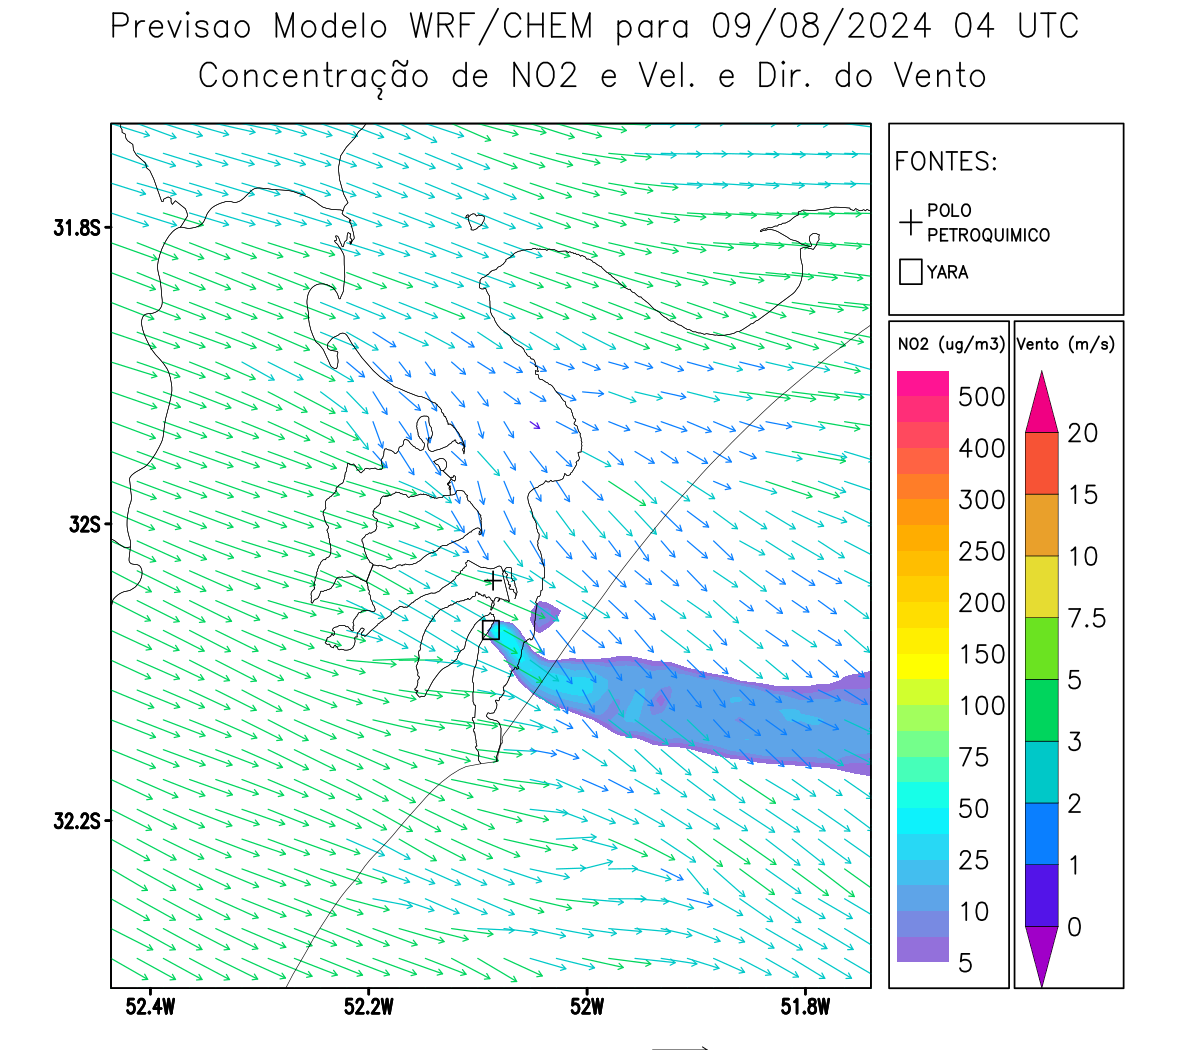 Previsao Modelo WRF/CHEM para 09/08/2024 04 UTC
Concentração de NO2 e Vel. e Dir. do Vento
FONTES:
POLO
PETROQUIMICO
YARA
NO2 (ug/m3)
500
400
300
250
200
150
100
75
50
25
10
5
Vento (m/s)
20
15
10
7.5
5
3
2
1
0
31.8S
32S
32.2S
52.4W
52.2W
52W
51.8W